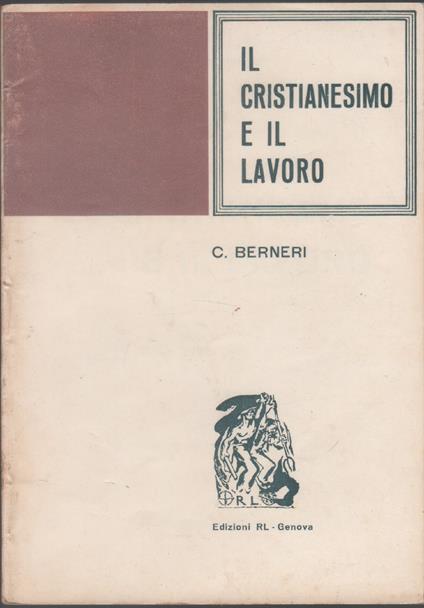 IL
CRISTIANESIMO
E IL
LAVORO
C. BERNERI
RL
Edizioni RL - Genova